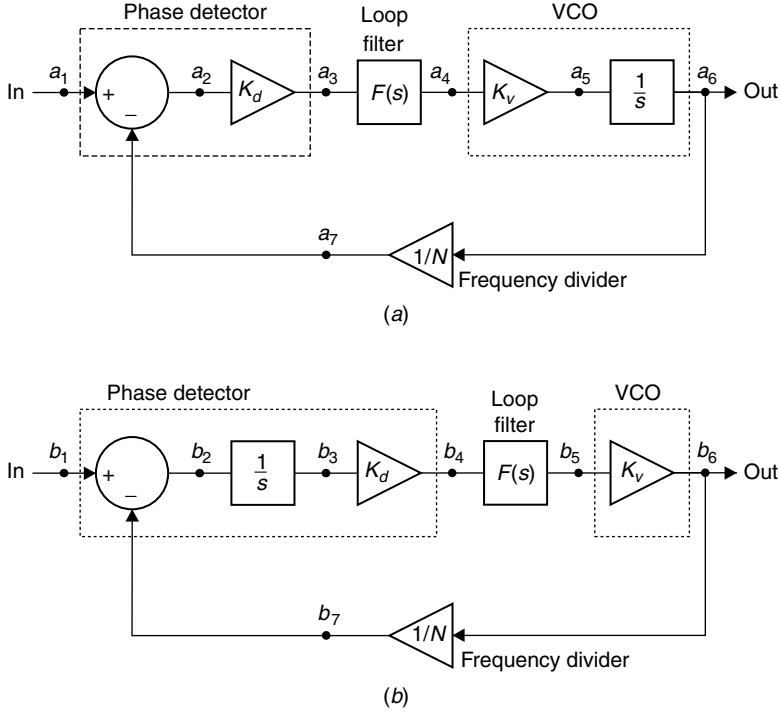 Phase detector
Loop
filter
VCO
In
a1
+
−
a2
Kd
a3
F(s)
a4
Kv
a5
1
s
a6
Out
a7
1/N
Frequency divider
(a)
Phase detector
Loop
filter
VCO
In
b1
+
−
b2
1
s
b3
Kd
b4
F(s)
b5
Kv
b6
Out
b7
1/N
Frequency divider
(b)